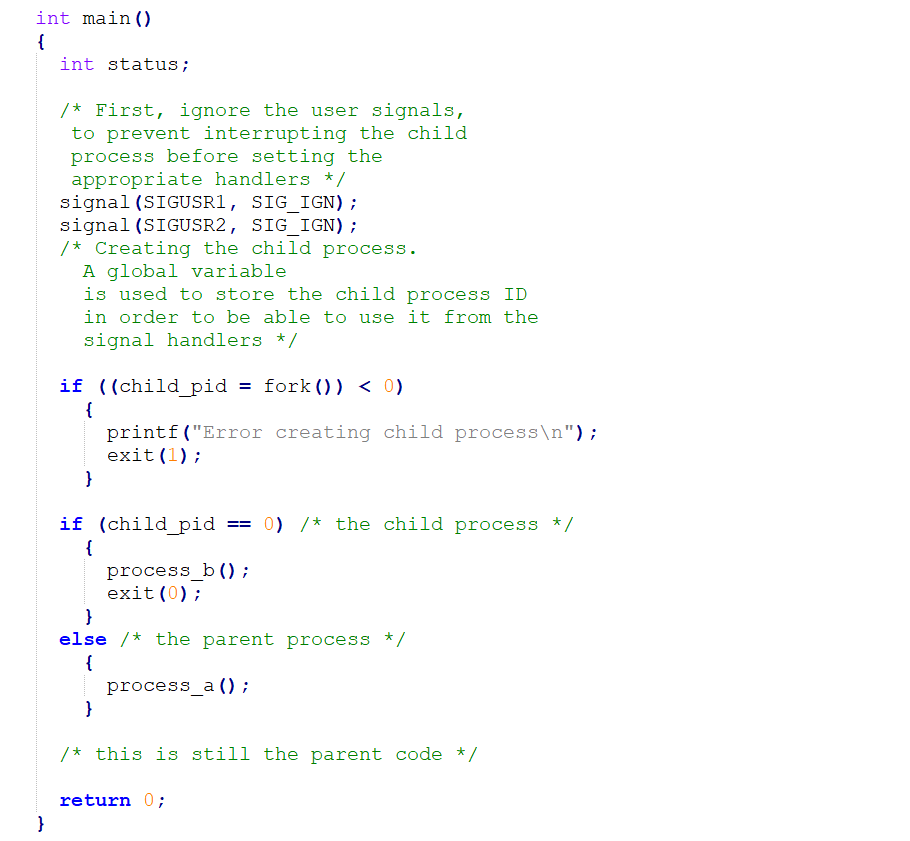 int main()
{
int status;
/* First, ignore the user signals,
to prevent interrupting the child
process before setting the
appropriate handlers */
signal(SIGUSR1, SIG_IGN);
signal(SIGUSR2, SIG_IGN);
/* Creating the child process.
A global variable
is used to store the child process ID
in order to be able to use it from the
signal handlers */
if ((child_pid = fork()) < 0)
{
printf("Error creating child process\n");
exit(1);
}
if (child_pid == 0) /* the child process */
{
process_b();
exit(0);
}
else /* the parent process */
{
process_a();
}
/* this is still the parent code */
return 0;
}